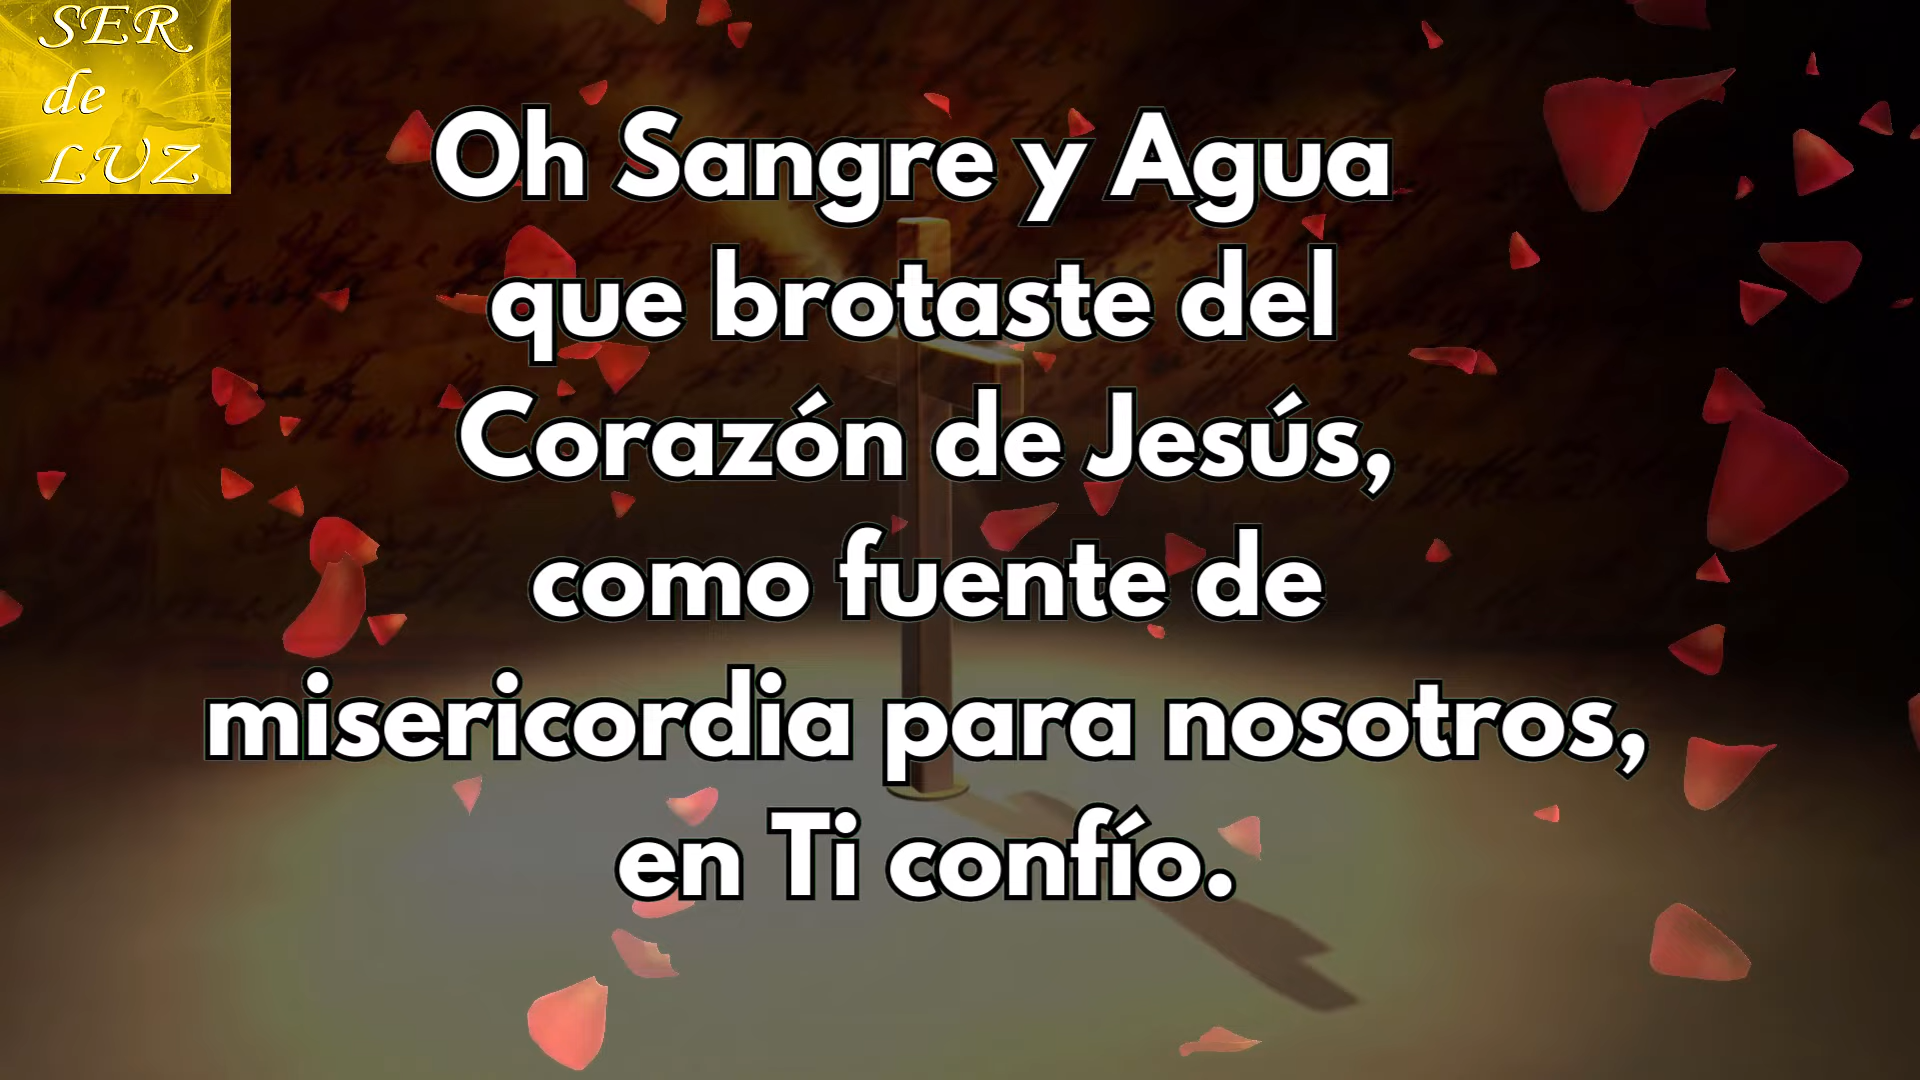 SER
de
LUZ
Oh Sangre y Agua
que brotaste del
Corazón de Jesús,
como fuente de
misericordia para nosotros,
en Ti confío.